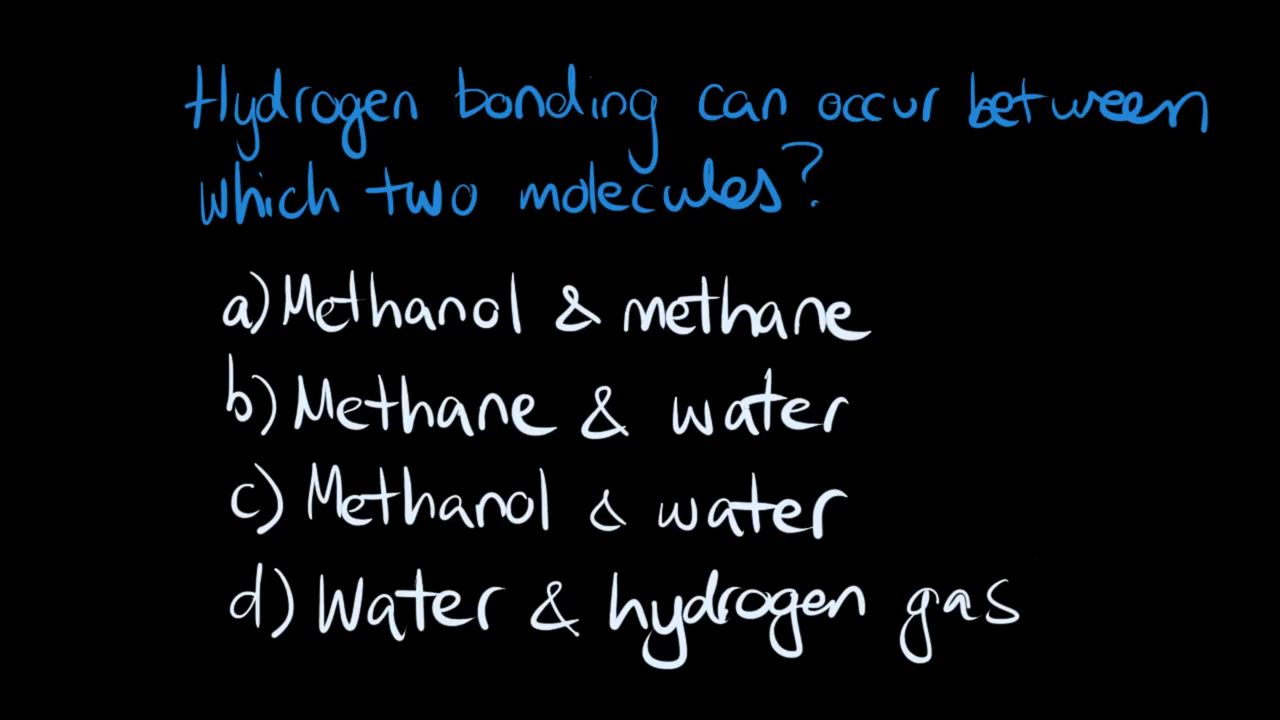 Hydrogen bonding can occur between
which two molecules?
a) Methanol & methane
b) Methane & water
c) Methanol & water
d) Water & hydrogen gas